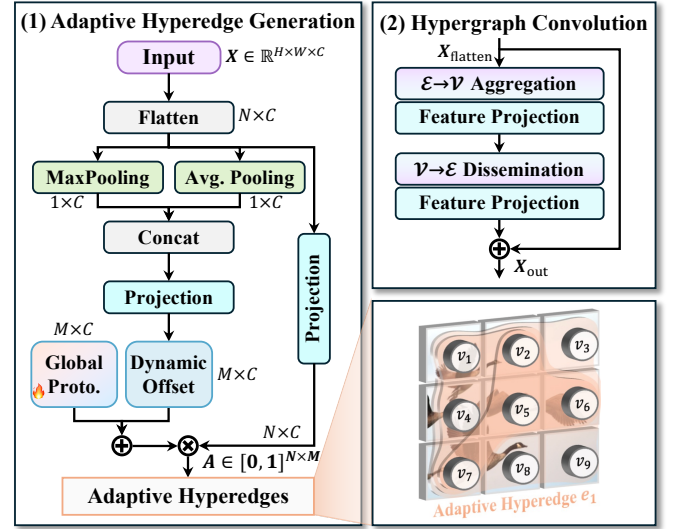 (1) Adaptive Hyperedge Generation
Input
X ∈ ℝ^{H×W×C}
Flatten
N×C
MaxPooling
Avg. Pooling
1×C
1×C
Concat
Projection
Projection
M×C
Global
Proto.
Dynamic
Offset
M×C
N×C
A ∈ [0, 1]^{N×M}
Adaptive Hyperedges
(2) Hypergraph Convolution
X_flatten
ℰ→𝒱 Aggregation
Feature Projection
𝒱→ℰ Dissemination
Feature Projection
X_out
v₁
v₂
v₃
v₄
v₅
v₆
v₇
v₈
v₉
Adaptive Hyperedge e₁